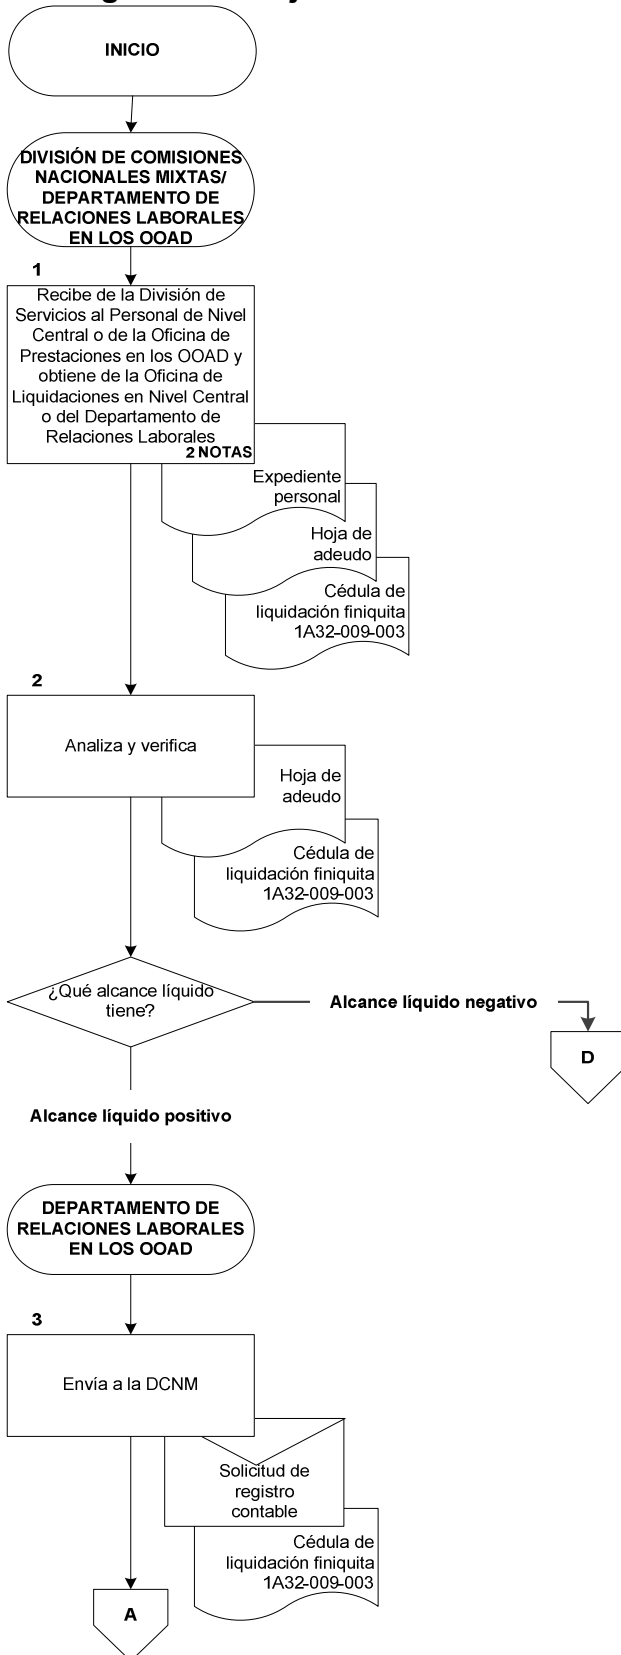 INICIO
DIVISIÓN DE COMISIONES
NACIONALES MIXTAS/
DEPARTAMENTO DE
RELACIONES LABORALES
EN LOS OOAD
1
Recibe de la División de
Servicios al Personal de Nivel
Central o de la Oficina de
Prestaciones en los OOAD y
obtiene de la Oficina de
Liquidaciones en Nivel Central
o del Departamento de
Relaciones Laborales
2 NOTAS
Expediente
personal
Hoja de
adeudo
Cédula de
liquidación finiquita
1A32-009-003
2
Analiza y verifica
Hoja de
adeudo
Cédula de
liquidación finiquita
1A32-009-003
¿Qué alcance líquido
tiene?
Alcance líquido negativo
D
Alcance líquido positivo
DEPARTAMENTO DE
RELACIONES LABORALES
EN LOS OOAD
3
Envía a la DCNM
Solicitud de
registro
contable
Cédula de
liquidación finiquita
1A32-009-003
A